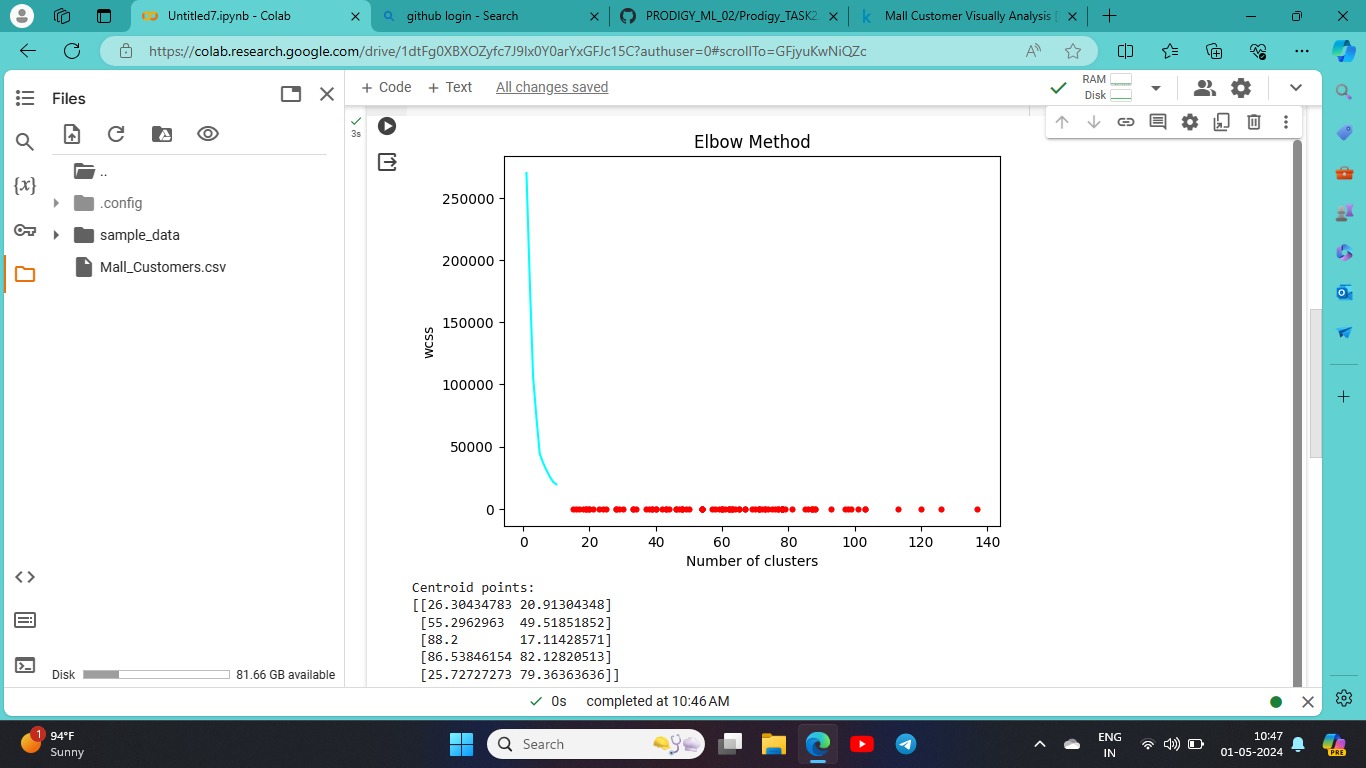 Untitled7.ipynb - Colab
github login - Search
PRODIGY_ML_02/Prodigy_TASK2
Mall Customer Visually Analysis
https://colab.research.google.com/drive/1dtFg0XBXOZyfc7J9Ix0Y0arYxGFJc15C?authuser=0#scrollTo=GFjyuKwNiQZc
Files
+ Code
+ Text
All changes saved
RAM
Disk
..
.config
sample_data
Mall_Customers.csv
{x}
3s
Elbow Method
250000
200000
150000
100000
50000
0
wcss
0 20 40 60 80 100 120 140
Number of clusters
Centroid points:
[[26.30434783 20.91304348]
[55.2962963 49.51851852]
[88.2 17.11428571]
[86.53846154 82.12820513]
[25.72727273 79.36363636]]
Disk
81.66 GB available
0s completed at 10:46 AM
1
94°F
Sunny
Search
ENG
IN
10:47
01-05-2024
PRE